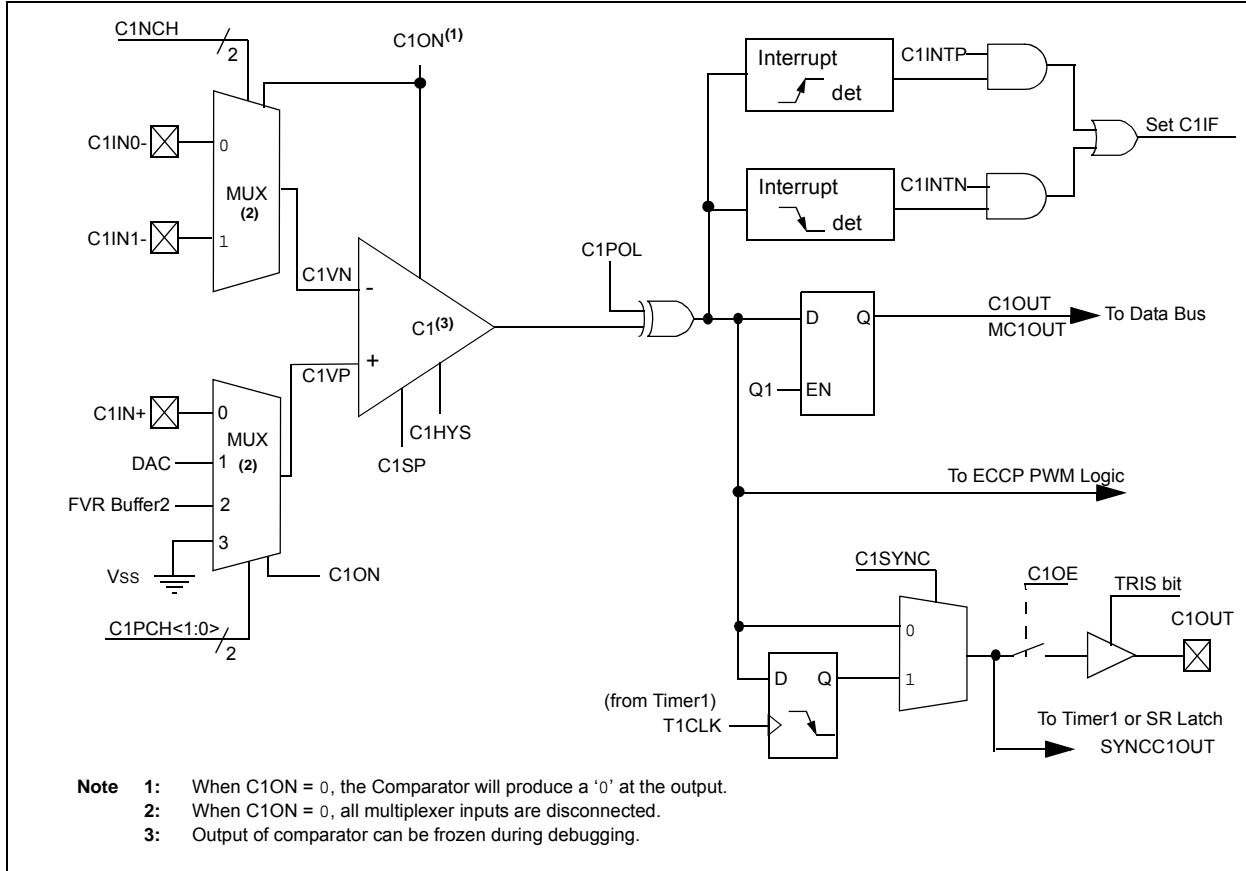 C1NCH
2
C1ON(1)
C1IN0-
0
MUX
(2)
C1IN1-
1
C1VN
-
C1(3)
+
C1VP
C1HYS
C1SP
C1IN+
0
MUX
(2)
DAC
1
FVR Buffer2
2
3
VSS
C1ON
C1PCH<1:0>
2
C1POL
Interrupt
det
C1INTP
Set C1IF
Interrupt
det
C1INTN
D Q
Q1
EN
C1OUT
MC1OUT
To Data Bus
To ECCP PWM Logic
C1SYNC
0
1
C1OE
TRIS bit
C1OUT
D Q
(from Timer1)
T1CLK
To Timer1 or SR Latch
SYNCC1OUT
Note 1: When C1ON = 0, the Comparator will produce a ‘0’ at the output.
2: When C1ON = 0, all multiplexer inputs are disconnected.
3: Output of comparator can be frozen during debugging.